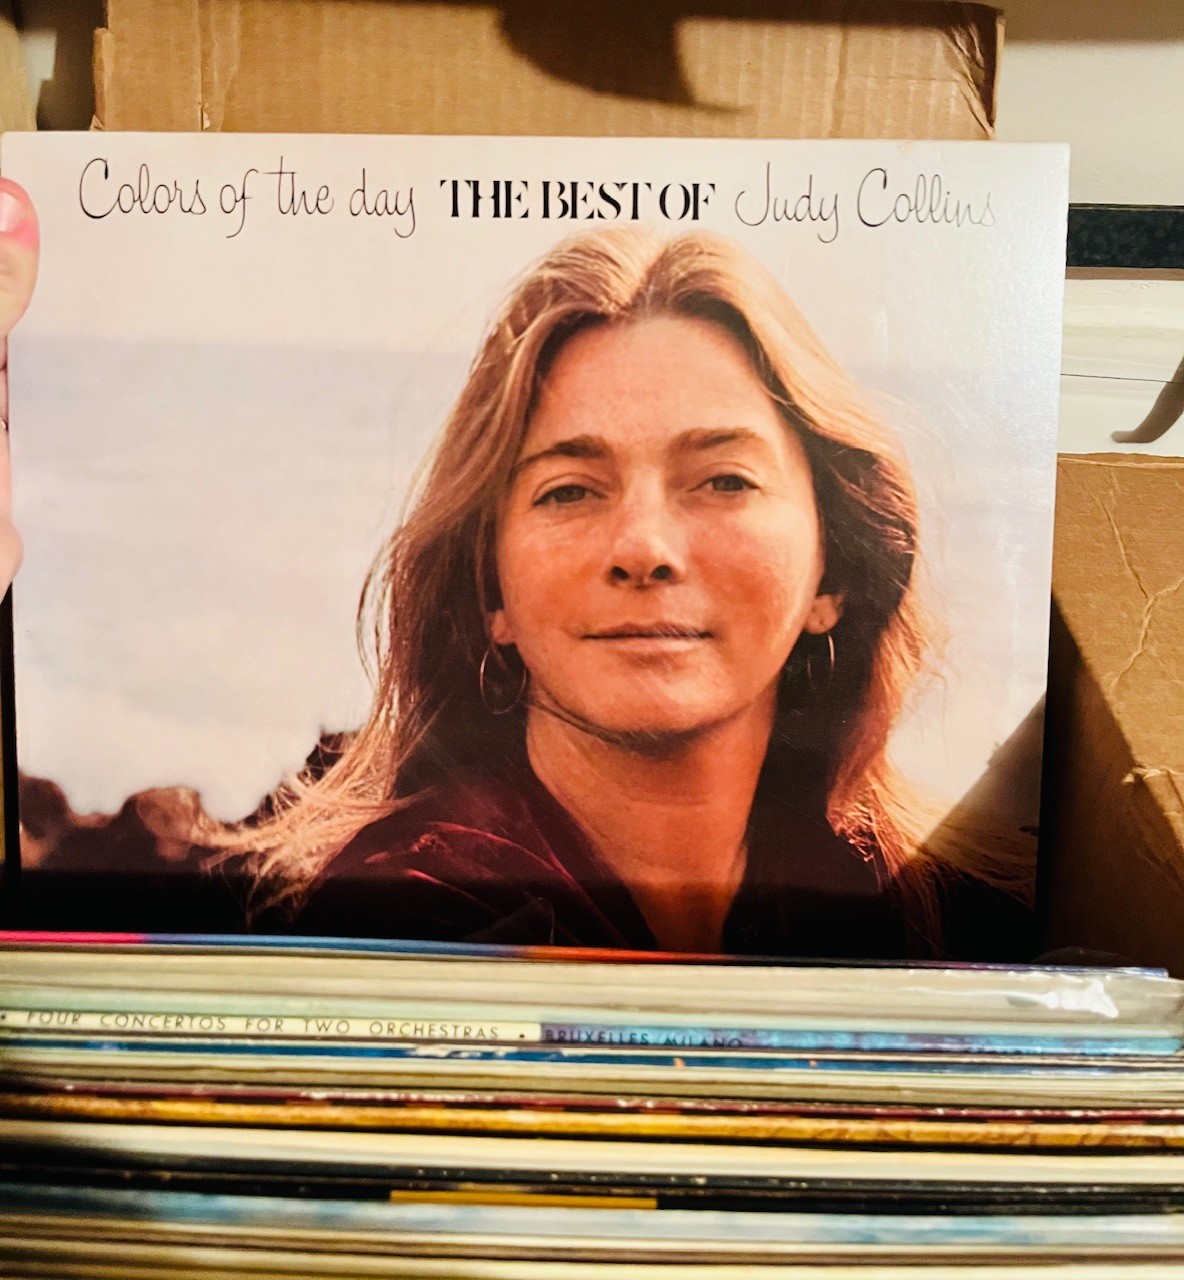 Colors of the day THE BEST OF Judy Collins
• FOUR CONCERTOS FOR TWO ORCHESTRAS •
BRUXELLES/MILANO